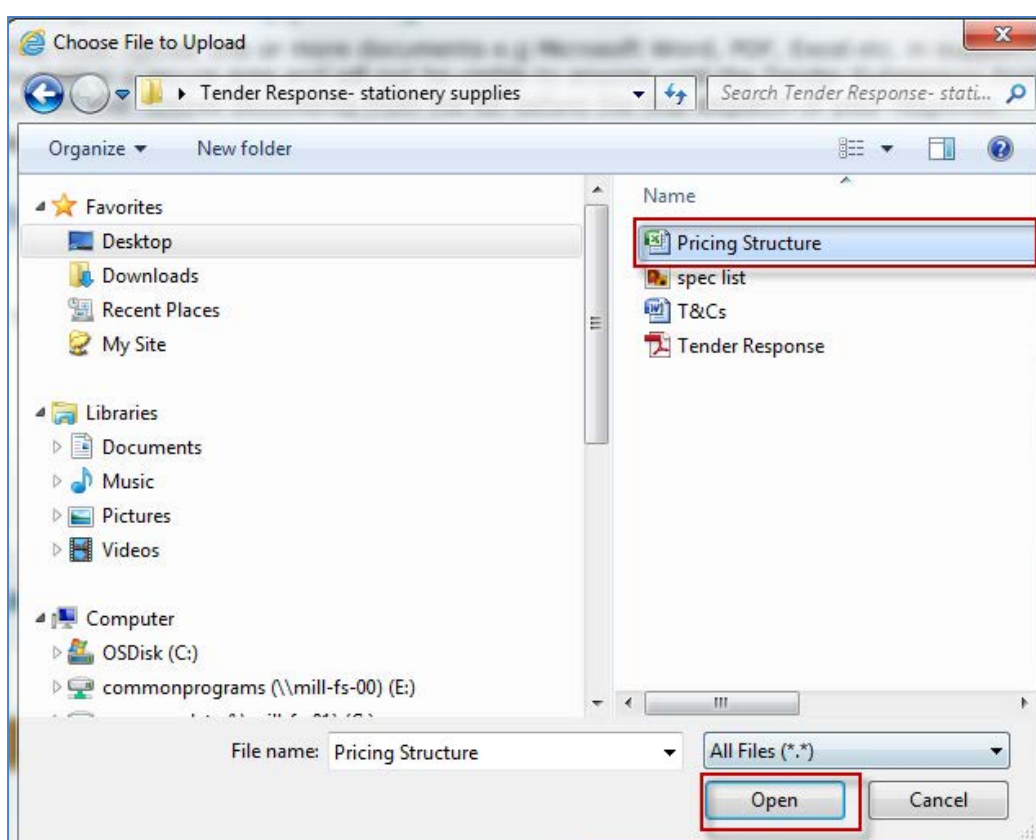 Choose File to Upload
Tender Response- stationery supplies
Search Tender Response- stati...
Organize
New folder
Favorites
Desktop
Downloads
Recent Places
My Site
Libraries
Documents
Music
Pictures
Videos
Computer
OSDisk (C:)
commonprograms (\\mill-fs-00) (E:)
Name
Pricing Structure
spec list
T&Cs
Tender Response
File name: Pricing Structure
All Files (*.*)
Open
Cancel